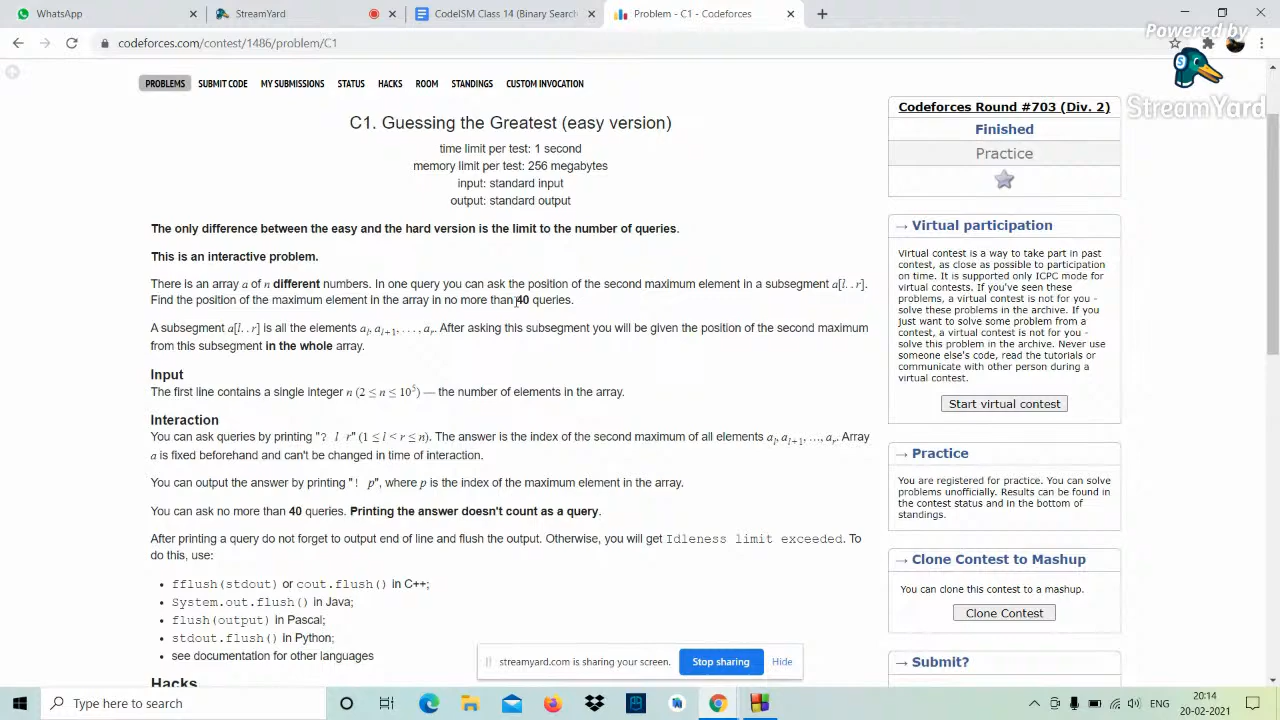 WhatsApp
StreamYard
CodeISM Class 14 (Binary Search)
Problem - C1 - Codeforces
codeforces.com/contest/1486/problem/C1
Powered by
StreamYard
PROBLEMS SUBMIT CODE MY SUBMISSIONS STATUS HACKS ROOM STANDINGS CUSTOM INVOCATION
C1. Guessing the Greatest (easy version)
time limit per test: 1 second
memory limit per test: 256 megabytes
input: standard input
output: standard output
The only difference between the easy and the hard version is the limit to the number of queries.
This is an interactive problem.
There is an array a of n different numbers. In one query you can ask the position of the second maximum element in a subsegment a[l..r].
Find the position of the maximum element in the array in no more than 40 queries.
A subsegment a[l..r] is all the elements aₗ, aₗ₊₁, ..., aᵣ. After asking this subsegment you will be given the position of the second maximum
from this subsegment in the whole array.
Input
The first line contains a single integer n (2 ≤ n ≤ 10⁵) — the number of elements in the array.
Interaction
You can ask queries by printing "? l r" (1 ≤ l < r ≤ n). The answer is the index of the second maximum of all elements aₗ, aₗ₊₁, ..., aᵣ. Array
a is fixed beforehand and can't be changed in time of interaction.
You can output the answer by printing "! p", where p is the index of the maximum element in the array.
You can ask no more than 40 queries. Printing the answer doesn't count as a query.
After printing a query do not forget to output end of line and flush the output. Otherwise, you will get Idleness limit exceeded. To
do this, use:
• fflush(stdout) or cout.flush() in C++;
• System.out.flush() in Java;
• flush(output) in Pascal;
• stdout.flush() in Python;
• see documentation for other languages
Hacks
Codeforces Round #703 (Div. 2)
Finished
Practice
→ Virtual participation
Virtual contest is a way to take part in past
contest, as close as possible to participation
on time. It is supported only ICPC mode for
virtual contests. If you've seen these
problems, a virtual contest is not for you -
solve these problems in the archive. If you
just want to solve some problem from a
contest, a virtual contest is not for you -
solve this problem in the archive. Never use
someone else's code, read the tutorials or
communicate with other person during a
virtual contest.
Start virtual contest
→ Practice
You are registered for practice. You can solve
problems unofficially. Results can be found in
the contest status and in the bottom of
standings.
→ Clone Contest to Mashup
You can clone this contest to a mashup.
Clone Contest
→ Submit?
streamyard.com is sharing your screen. Stop sharing Hide
Type here to search
ENG
20:14
20-02-2021